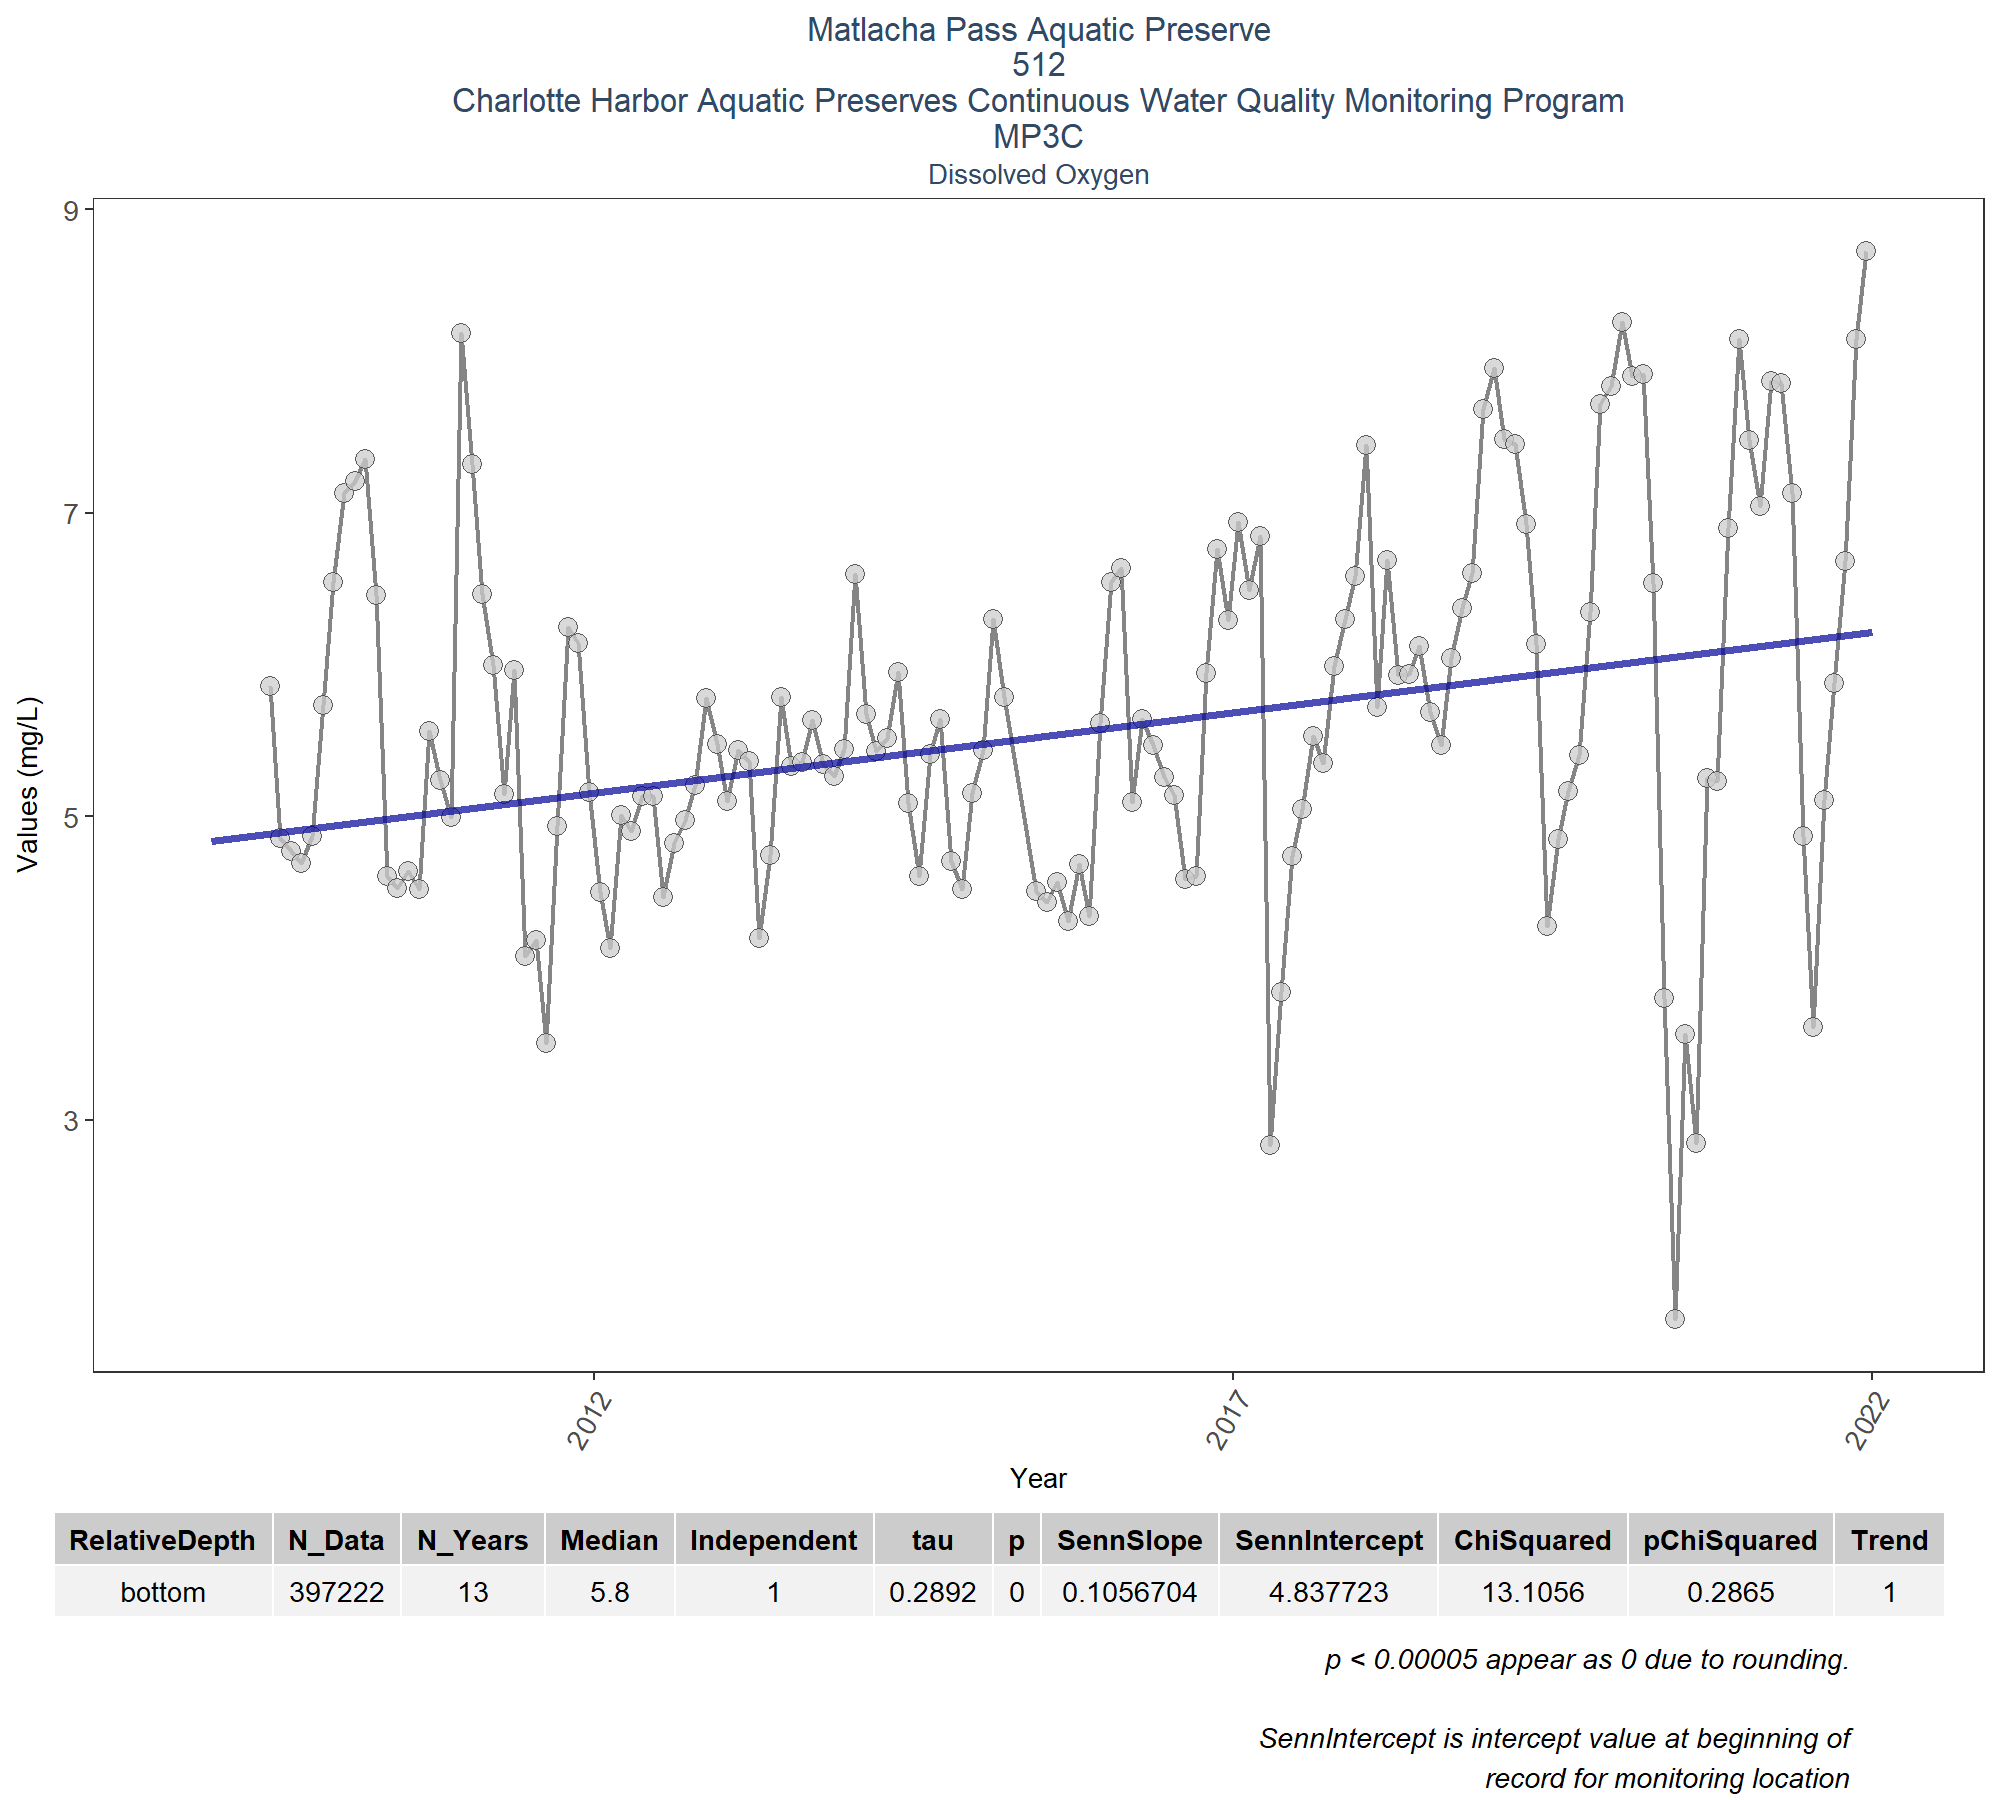 Matlacha Pass Aquatic Preserve
512
Charlotte Harbor Aquatic Preserves Continuous Water Quality Monitoring Program
MP3C
Dissolved Oxygen
9
7
5
3
Values (mg/L)
2012 2017 2022
Year
RelativeDepth N_Data N_Years Median Independent tau p SennSlope SennIntercept ChiSquared pChiSquared Trend
bottom 397222 13 5.8 1 0.2892 0 0.1056704 4.837723 13.1056 0.2865 1
p < 0.00005 appear as 0 due to rounding.
SennIntercept is intercept value at beginning of
record for monitoring location